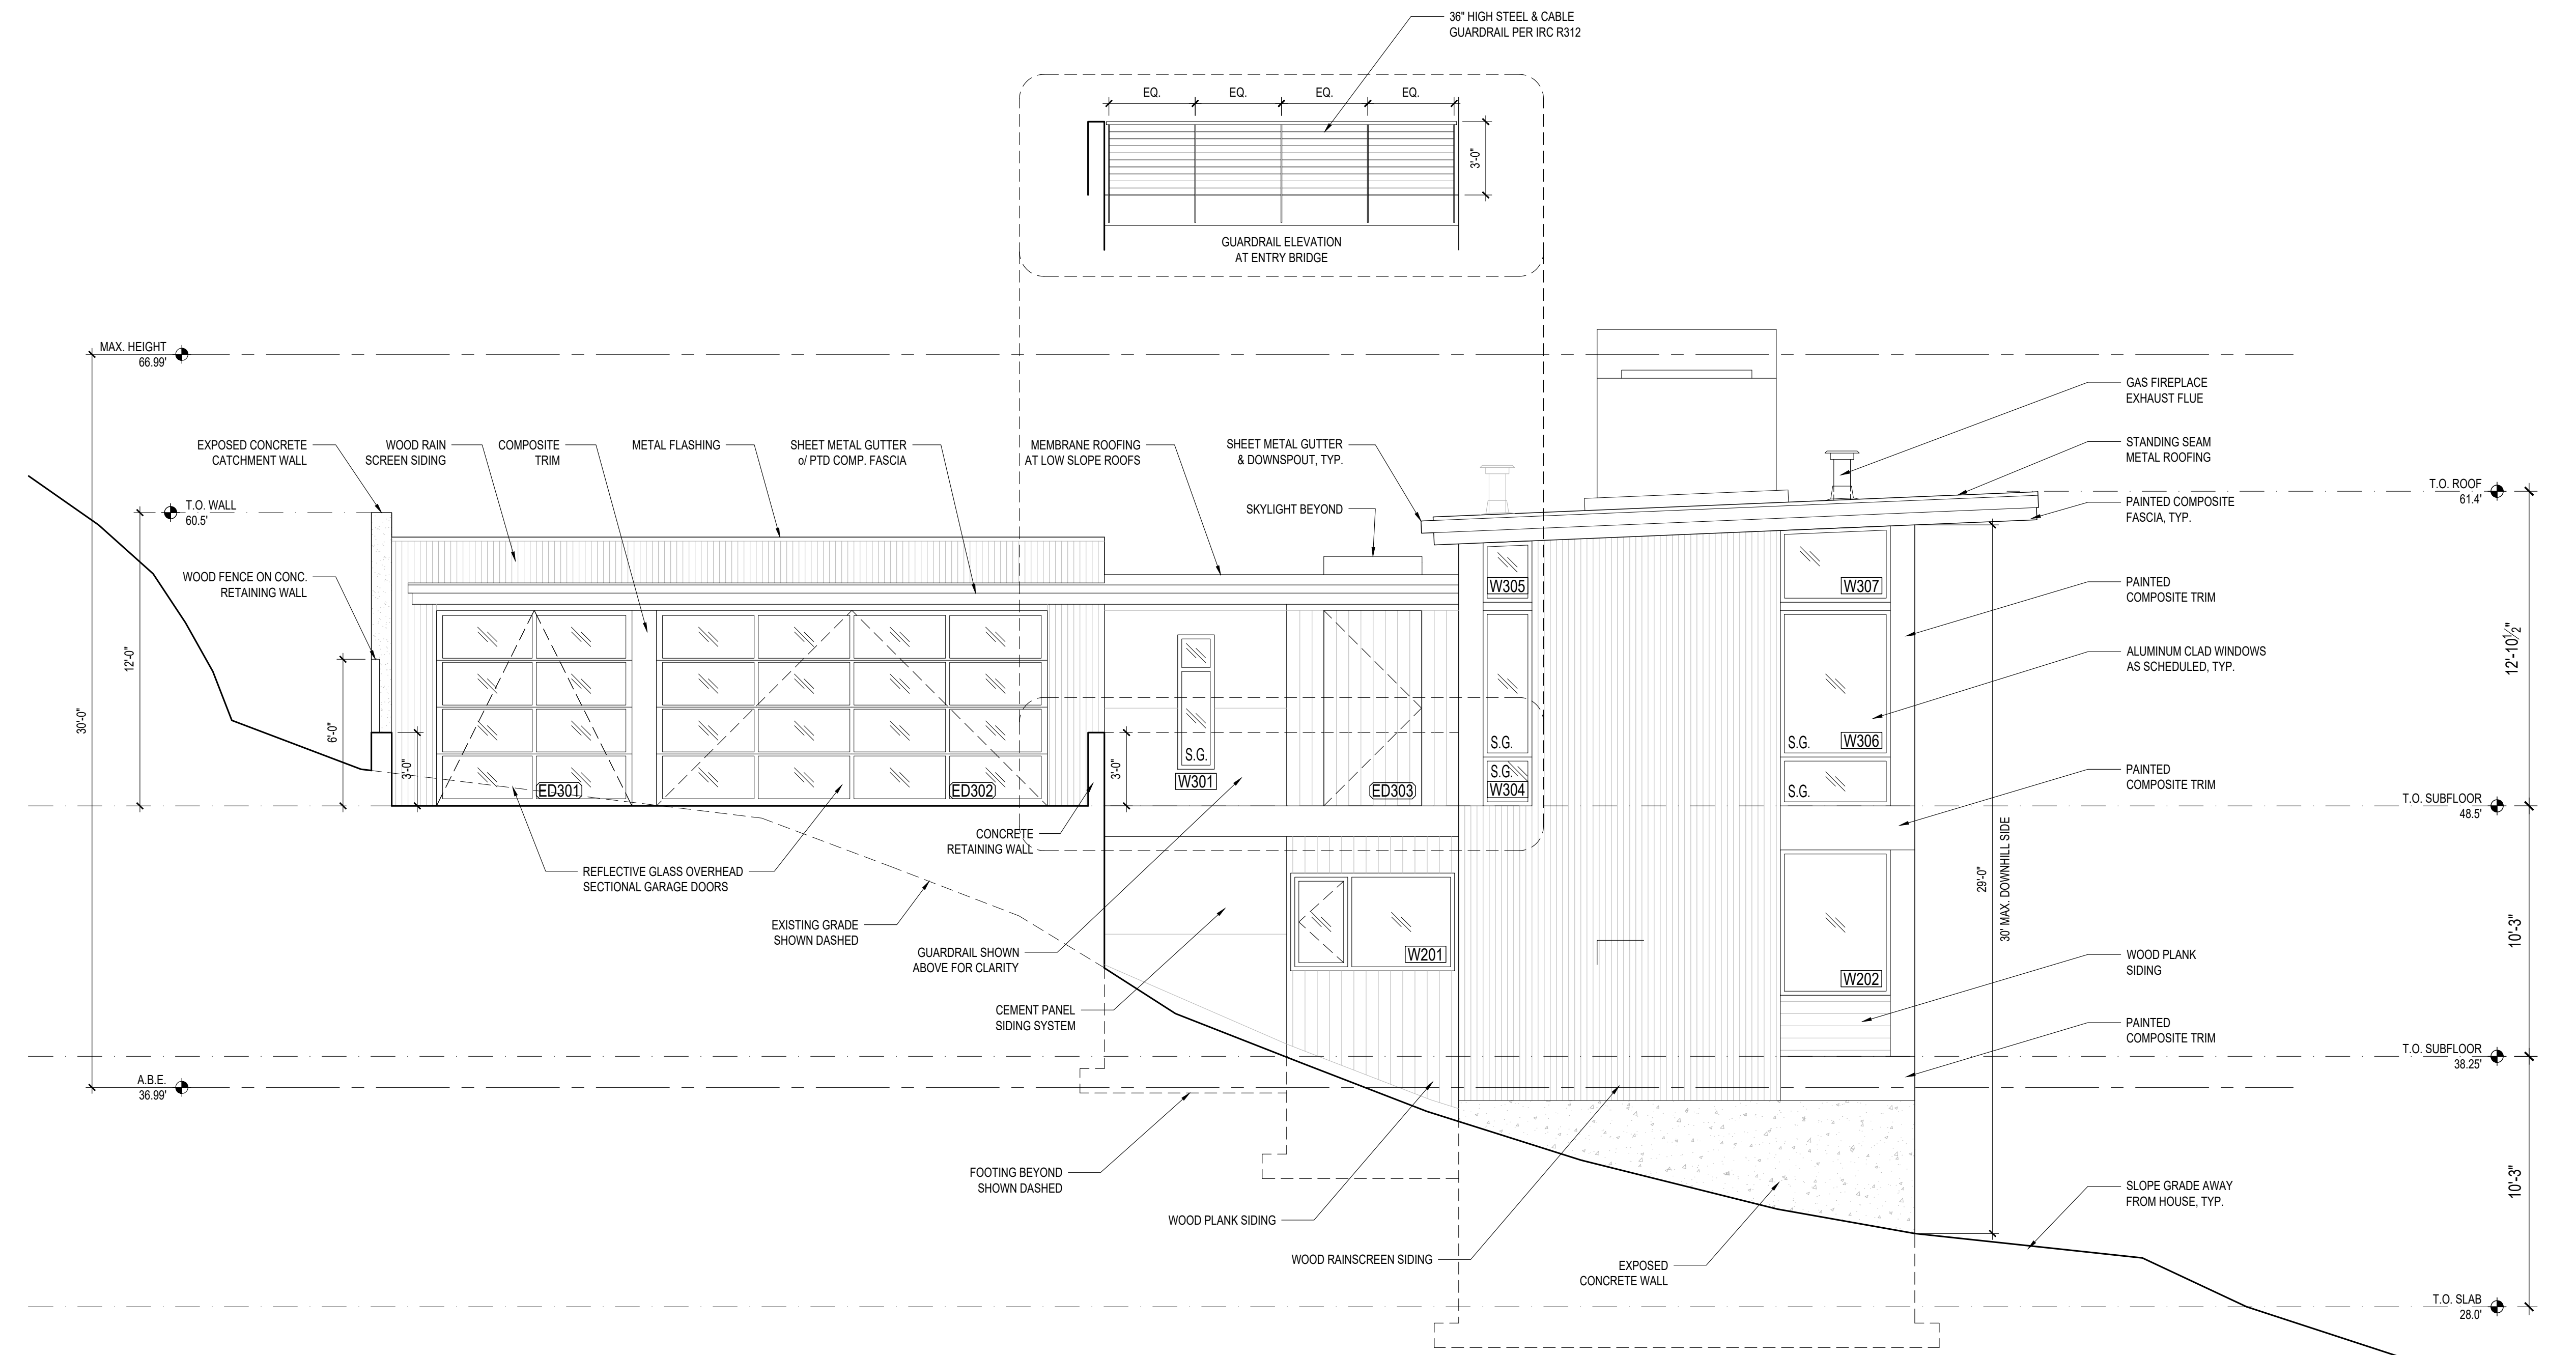 36" HIGH STEEL & CABLE
GUARDRAIL PER IRC R312
EQ.
EQ.
EQ.
EQ.
3'-0"
GUARDRAIL ELEVATION
AT ENTRY BRIDGE
MAX. HEIGHT
66.99'
EXPOSED CONCRETE
CATCHMENT WALL
WOOD RAIN
SCREEN SIDING
COMPOSITE
TRIM
METAL FLASHING
SHEET METAL GUTTER
o/ PTD COMP. FASCIA
MEMBRANE ROOFING
AT LOW SLOPE ROOFS
SHEET METAL GUTTER
& DOWNSPOUT, TYP.
SKYLIGHT BEYOND
GAS FIREPLACE
EXHAUST FLUE
STANDING SEAM
METAL ROOFING
PAINTED COMPOSITE
FASCIA, TYP.
T.O. ROOF
61.4'
T.O. WALL
60.5'
WOOD FENCE ON CONC.
RETAINING WALL
12'-0"
30'-0"
6'-0"
3'-0"
3'-0"
W305
W307
PAINTED
COMPOSITE TRIM
ALUMINUM CLAD WINDOWS
AS SCHEDULED, TYP.
12'-10½"
S.G.
W301
S.G.
S.G.
W304
S.G.
W306
S.G.
ED301
ED302
ED303
PAINTED
COMPOSITE TRIM
T.O. SUBFLOOR
48.5'
CONCRETE
RETAINING WALL
REFLECTIVE GLASS OVERHEAD
SECTIONAL GARAGE DOORS
EXISTING GRADE
SHOWN DASHED
GUARDRAIL SHOWN
ABOVE FOR CLARITY
CEMENT PANEL
SIDING SYSTEM
W201
W202
29'-0"
30' MAX. DOWNHILL SIDE
10'-3"
WOOD PLANK
SIDING
PAINTED
COMPOSITE TRIM
T.O. SUBFLOOR
38.25'
A.B.E.
36.99'
FOOTING BEYOND
SHOWN DASHED
WOOD PLANK SIDING
WOOD RAINSCREEN SIDING
EXPOSED
CONCRETE WALL
SLOPE GRADE AWAY
FROM HOUSE, TYP.
10'-3"
T.O. SLAB
28.0'